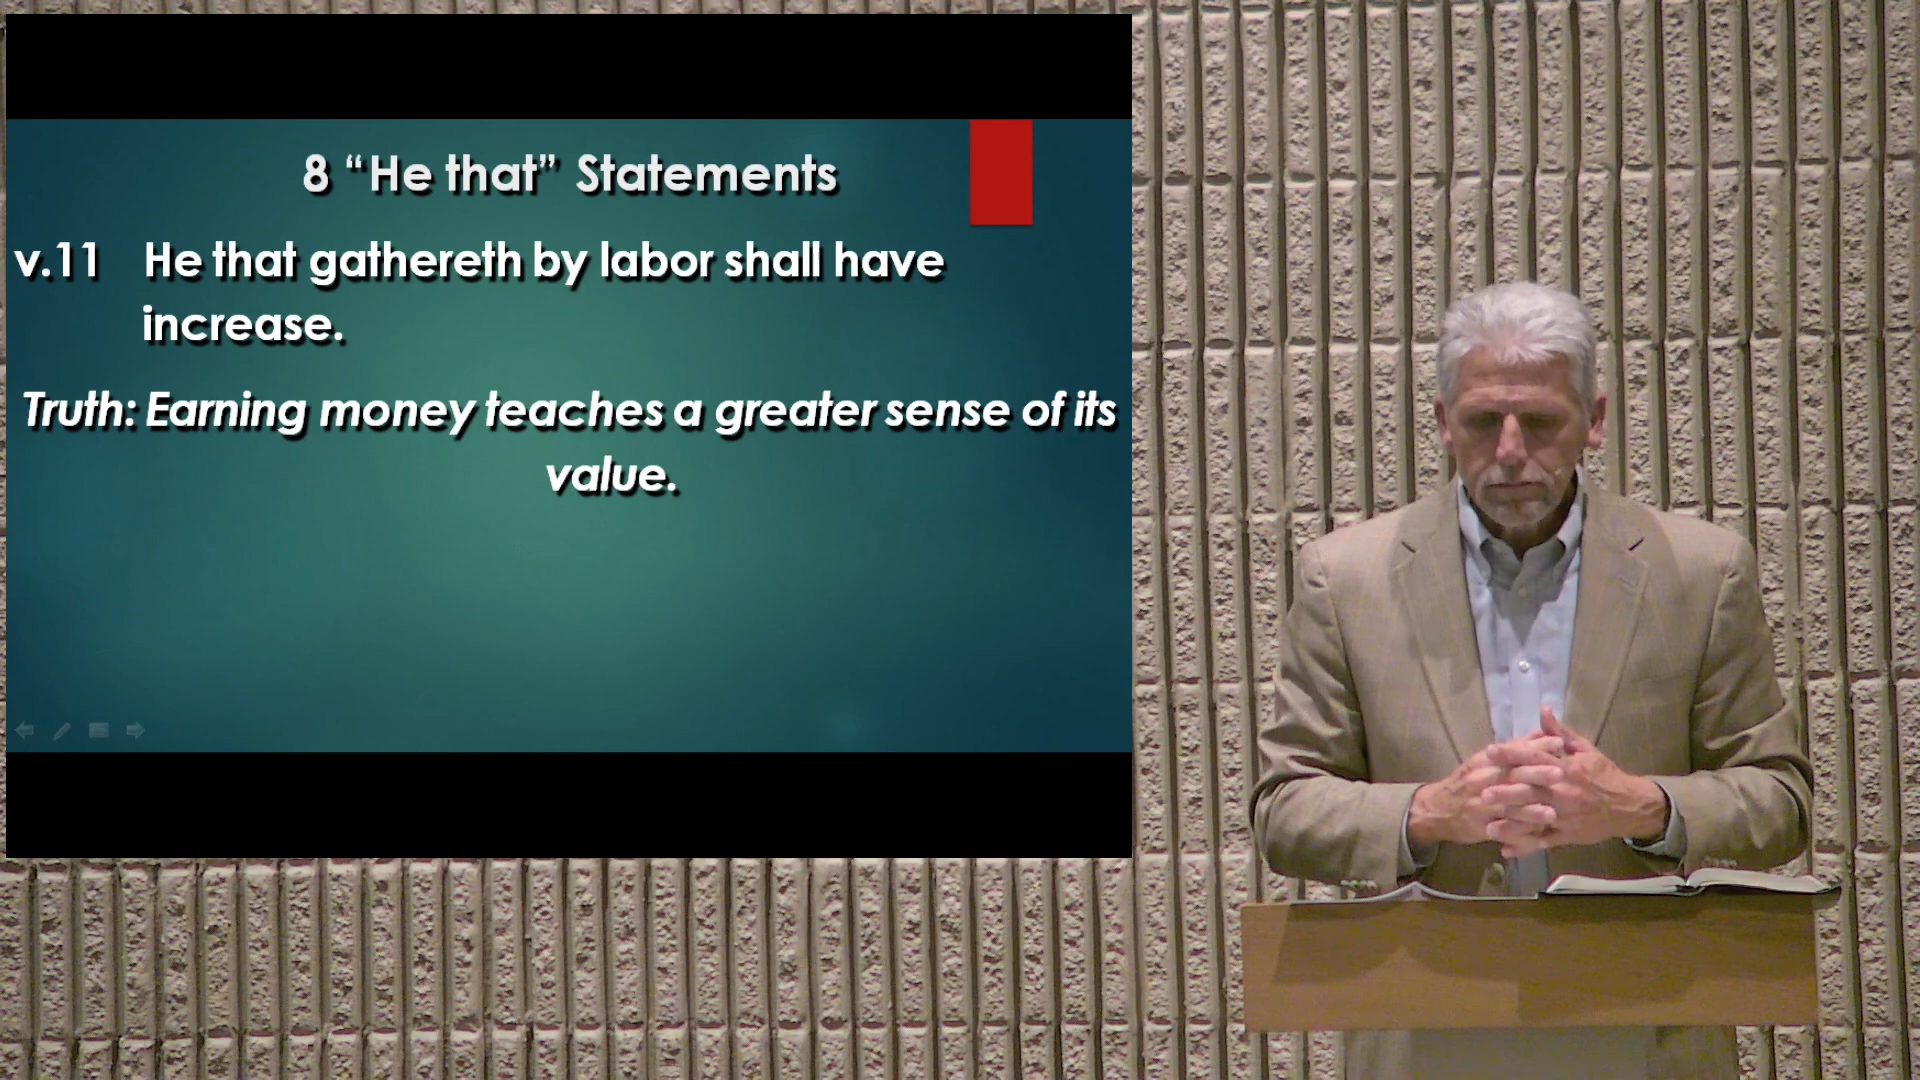 8 “He that” Statements
v.11 He that gathereth by labor shall have
increase.
Truth: Earning money teaches a greater sense of its
value.